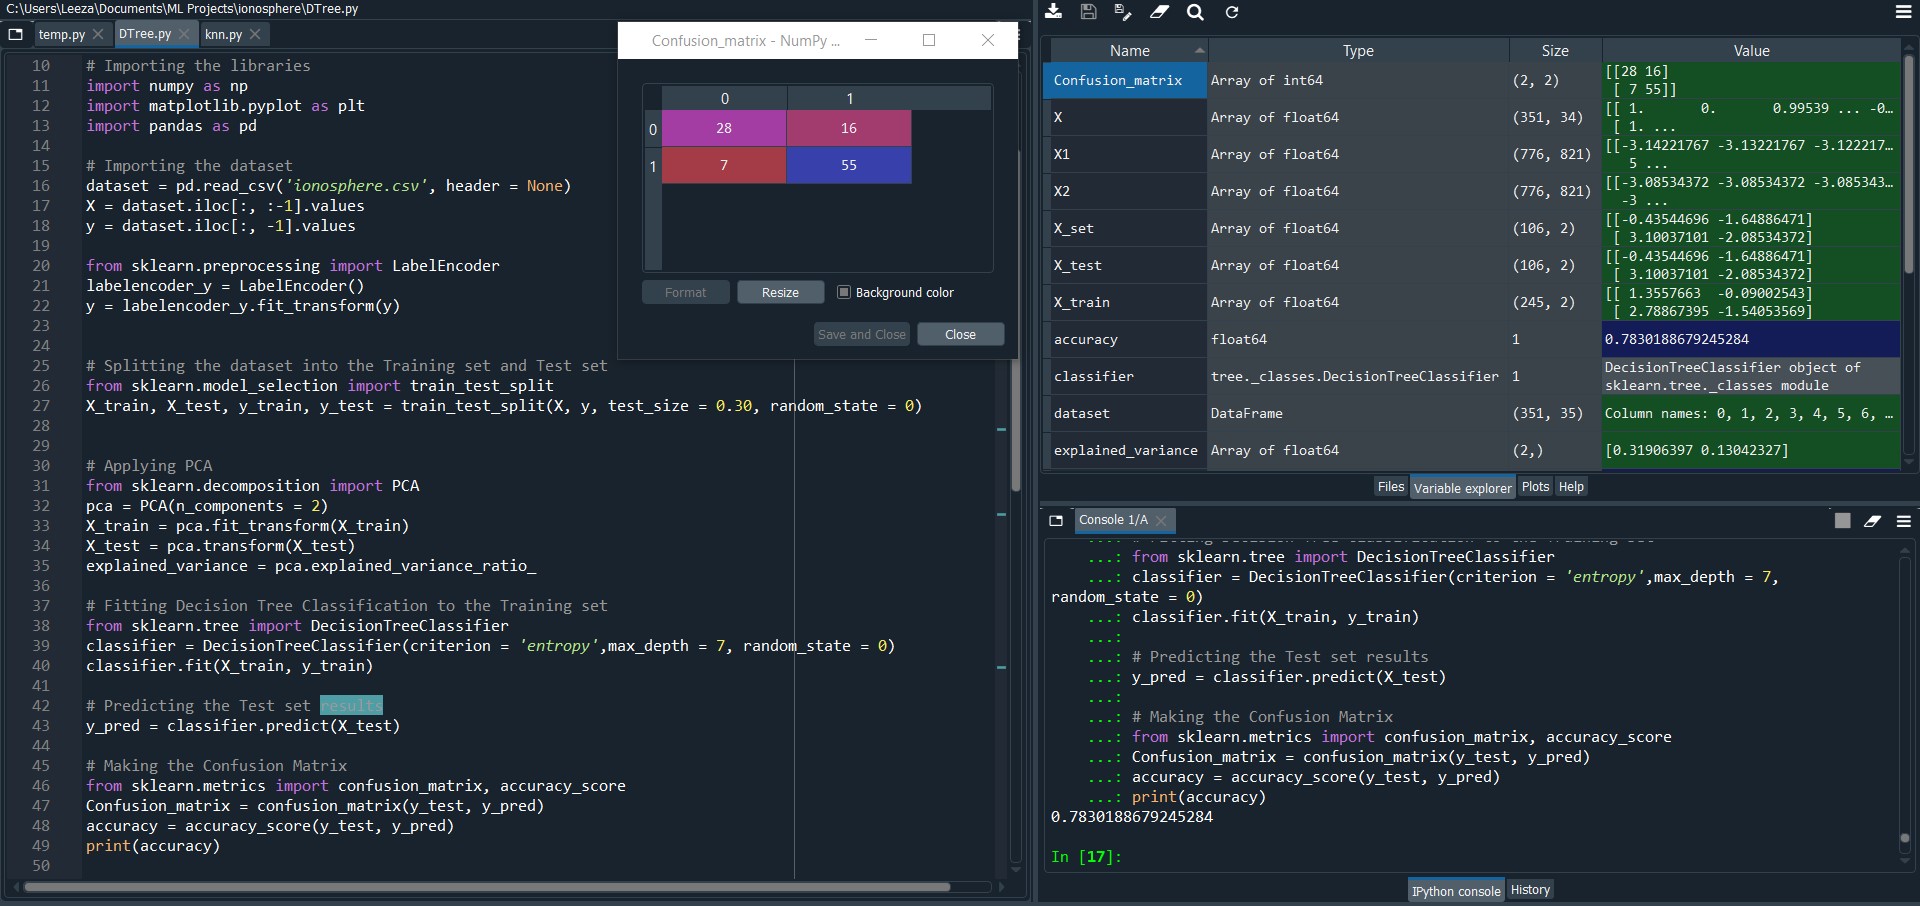 C:\Users\Leeza\Documents\ML Projects\ionosphere\DTree.py
temp.py DTree.py knn.py
10 # Importing the libraries
11 import numpy as np
12 import matplotlib.pyplot as plt
13 import pandas as pd
14
15 # Importing the dataset
16 dataset = pd.read_csv('ionosphere.csv', header = None)
17 X = dataset.iloc[:, :-1].values
18 y = dataset.iloc[:, -1].values
19
20 from sklearn.preprocessing import LabelEncoder
21 labelencoder_y = LabelEncoder()
22 y = labelencoder_y.fit_transform(y)
23
24
25 # Splitting the dataset into the Training set and Test set
26 from sklearn.model_selection import train_test_split
27 X_train, X_test, y_train, y_test = train_test_split(X, y, test_size = 0.30, random_state = 0)
28
29
30 # Applying PCA
31 from sklearn.decomposition import PCA
32 pca = PCA(n_components = 2)
33 X_train = pca.fit_transform(X_train)
34 X_test = pca.transform(X_test)
35 explained_variance = pca.explained_variance_ratio_
36
37 # Fitting Decision Tree Classification to the Training set
38 from sklearn.tree import DecisionTreeClassifier
39 classifier = DecisionTreeClassifier(criterion = 'entropy',max_depth = 7, random_state = 0)
40 classifier.fit(X_train, y_train)
41
42 # Predicting the Test set results
43 y_pred = classifier.predict(X_test)
44
45 # Making the Confusion Matrix
46 from sklearn.metrics import confusion_matrix, accuracy_score
47 Confusion_matrix = confusion_matrix(y_test, y_pred)
48 accuracy = accuracy_score(y_test, y_pred)
49 print(accuracy)
50
Confusion_matrix - NumPy ...
0 1
0 28 16
1 7 55
Format Resize Background color
Save and Close Close
Name Type Size Value
Confusion_matrix Array of int64 (2, 2) [[28 16]
[ 7 55]]
X Array of float64 (351, 34) [[ 1. 0. 0.99539 ... -0…
[ 1. ...
X1 Array of float64 (776, 821) [[-3.14221767 -3.13221767 -3.122217…
5 ...
X2 Array of float64 (776, 821) [[-3.08534372 -3.08534372 -3.085343…
-3 ...
X_set Array of float64 (106, 2) [[-0.43544696 -1.64886471]
[ 3.10037101 -2.08534372]
X_test Array of float64 (106, 2) [[-0.43544696 -1.64886471]
[ 3.10037101 -2.08534372]
X_train Array of float64 (245, 2) [[ 1.3557663 -0.09002543]
[ 2.78867395 -1.54053569]
accuracy float64 1 0.7830188679245284
classifier tree._classes.DecisionTreeClassifier 1 DecisionTreeClassifier object of
sklearn.tree._classes module
dataset DataFrame (351, 35) Column names: 0, 1, 2, 3, 4, 5, 6, …
explained_variance Array of float64 (2,) [0.31906397 0.13042327]
Files Variable explorer Plots Help
Console 1/A
...: from sklearn.tree import DecisionTreeClassifier
...: classifier = DecisionTreeClassifier(criterion = 'entropy',max_depth = 7,
random_state = 0)
...: classifier.fit(X_train, y_train)
...:
...: # Predicting the Test set results
...: y_pred = classifier.predict(X_test)
...:
...: # Making the Confusion Matrix
...: from sklearn.metrics import confusion_matrix, accuracy_score
...: Confusion_matrix = confusion_matrix(y_test, y_pred)
...: accuracy = accuracy_score(y_test, y_pred)
...: print(accuracy)
0.7830188679245284
In [17]:
IPython console History